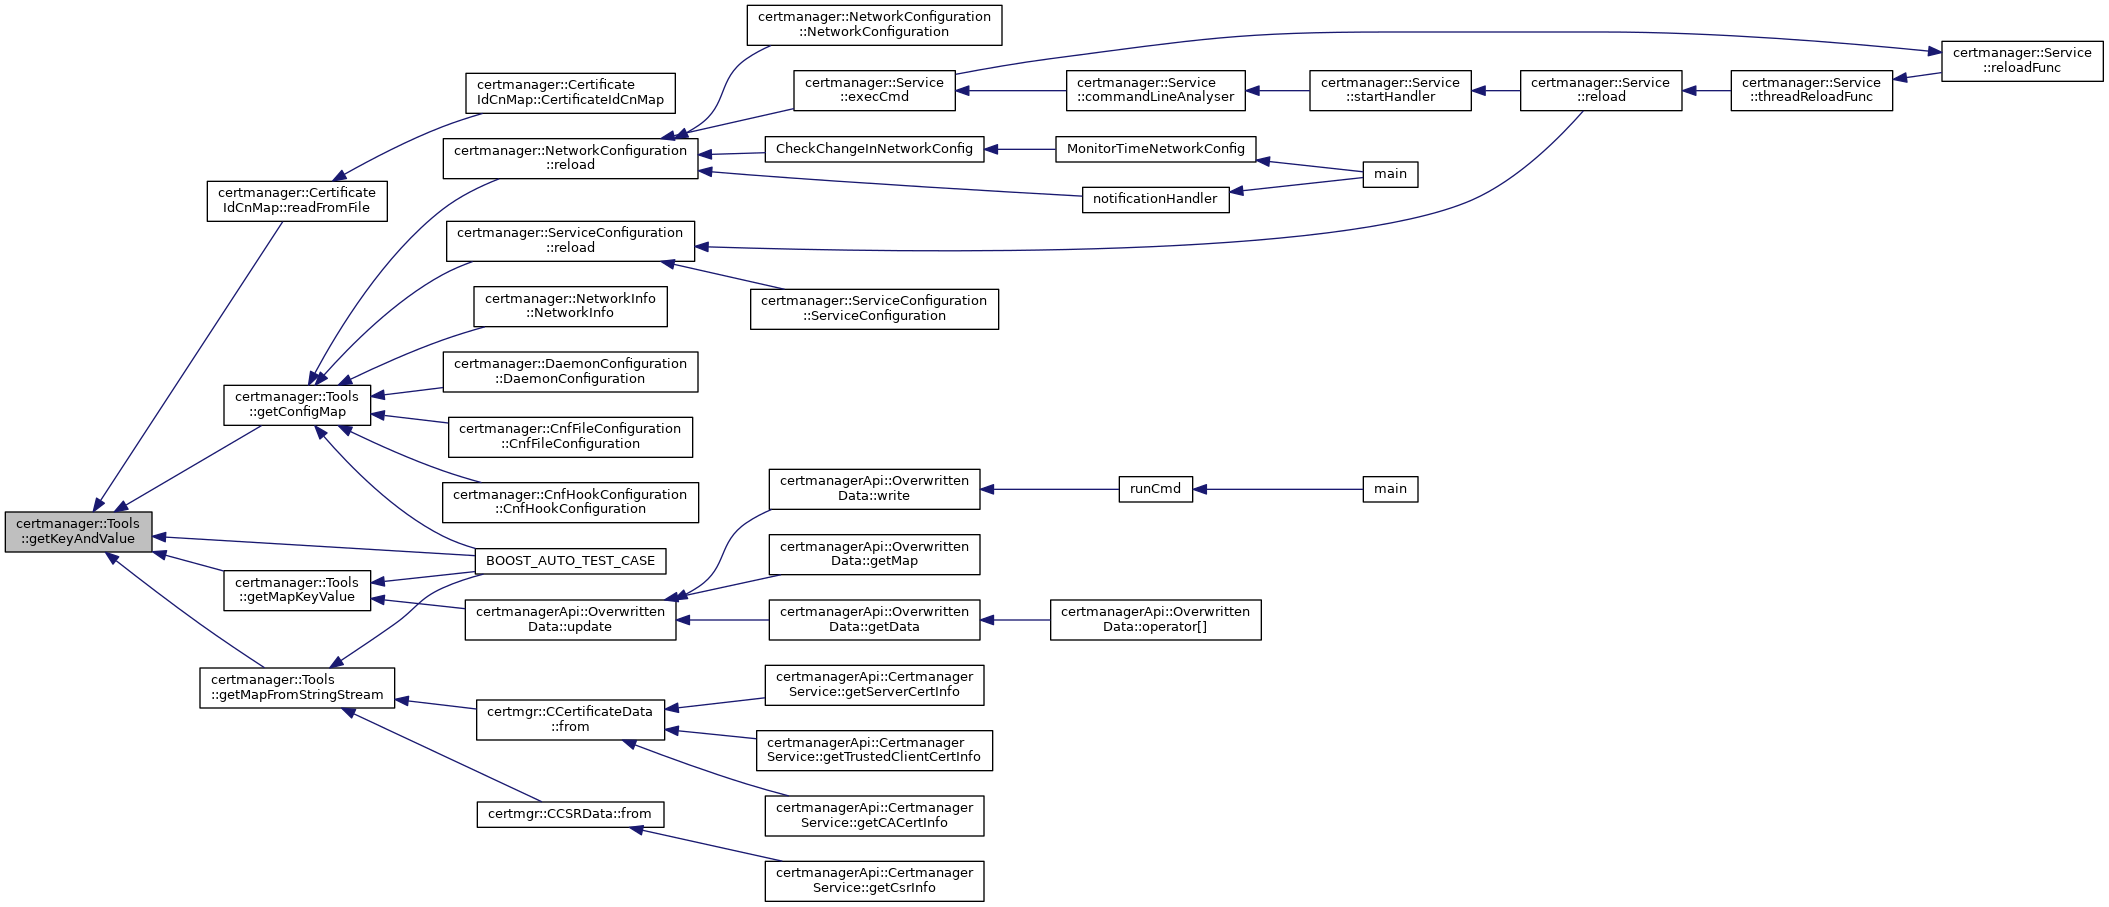 certmanager::NetworkConfiguration
::NetworkConfiguration
certmanager::Service
::reloadFunc
certmanager::Certificate
IdCnMap::CertificateIdCnMap
certmanager::Service
::execCmd
certmanager::Service
::commandLineAnalyser
certmanager::Service
::startHandler
certmanager::Service
::reload
certmanager::Service
::threadReloadFunc
certmanager::NetworkConfiguration
::reload
CheckChangeInNetworkConfig
MonitorTimeNetworkConfig
main
certmanager::Certificate
IdCnMap::readFromFile
notificationHandler
certmanager::ServiceConfiguration
::reload
certmanager::NetworkInfo
::NetworkInfo
certmanager::ServiceConfiguration
::ServiceConfiguration
certmanager::DaemonConfiguration
::DaemonConfiguration
certmanager::Tools
::getConfigMap
certmanager::CnfFileConfiguration
::CnfFileConfiguration
certmanager::CnfHookConfiguration
::CnfHookConfiguration
certmanagerApi::Overwritten
Data::write
runCmd
main
certmanager::Tools
::getKeyAndValue
BOOST_AUTO_TEST_CASE
certmanagerApi::Overwritten
Data::getMap
certmanager::Tools
::getMapKeyValue
certmanagerApi::Overwritten
Data::update
certmanagerApi::Overwritten
Data::getData
certmanagerApi::Overwritten
Data::operator[]
certmanager::Tools
::getMapFromStringStream
certmanagerApi::Certmanager
Service::getServerCertInfo
certmgr::CCertificateData
::from
certmanagerApi::Certmanager
Service::getTrustedClientCertInfo
certmanagerApi::Certmanager
Service::getCACertInfo
certmgr::CCSRData::from
certmanagerApi::Certmanager
Service::getCsrInfo